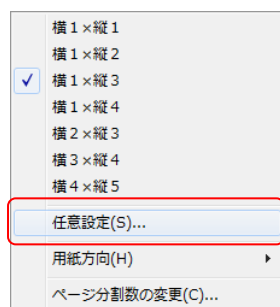 横１×縦１
横１×縦２
横１×縦３
横１×縦４
横２×縦３
横３×縦４
横４×縦５
任意設定(S)...
用紙方向(H)
ページ分割数の変更(C)...